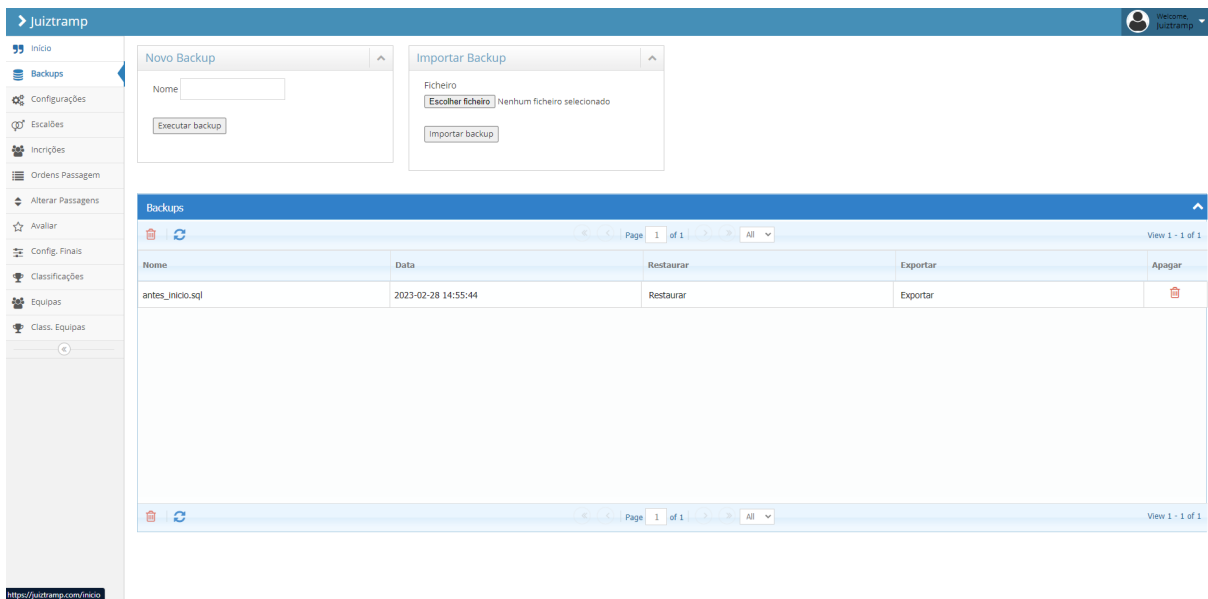 Juiztramp
Welcome,
Juiztramp
Início
Backups
Configurações
Escalões
Incrições
Ordens Passagem
Alterar Passagens
Avaliar
Config. Finais
Classificações
Equipas
Class. Equipas
Novo Backup
Nome
Executar backup
Importar Backup
Ficheiro
Escolher ficheiro Nenhum ficheiro selecionado
Importar backup
Backups
Page 1 of 1 All View 1 - 1 of 1
Nome Data Restaurar Exportar Apagar
antes_inicio.sql 2023-02-28 14:55:44 Restaurar Exportar
Page 1 of 1 All View 1 - 1 of 1
https://juiztramp.com/inicio